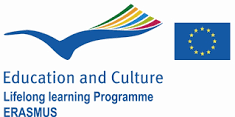 Education and Culture
Lifelong learning Programme
ERASMUS